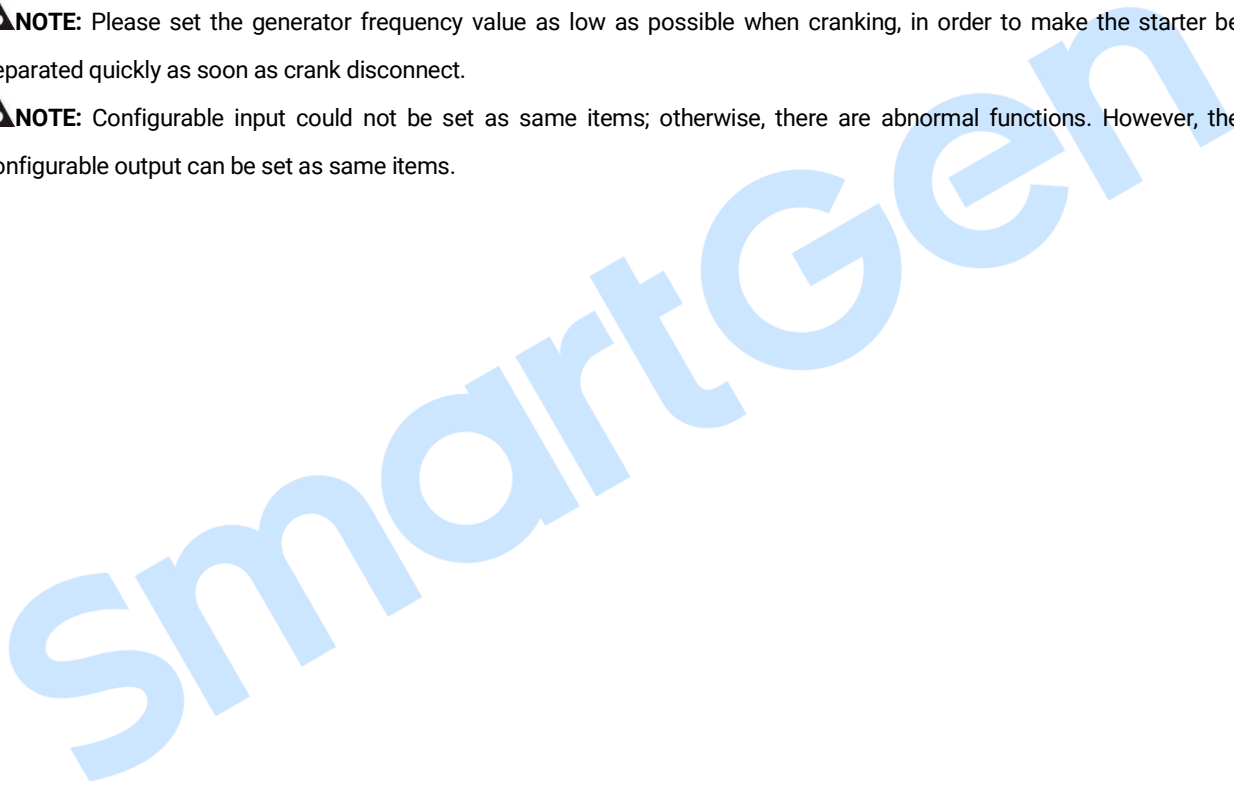 NOTE: Please set the generator frequency value as low as possible when cranking, in order to make the starter be
eparated quickly as soon as crank disconnect.
NOTE: Configurable input could not be set as same items; otherwise, there are abnormal functions. However, the
onfigurable output can be set as same items.
SmartGen